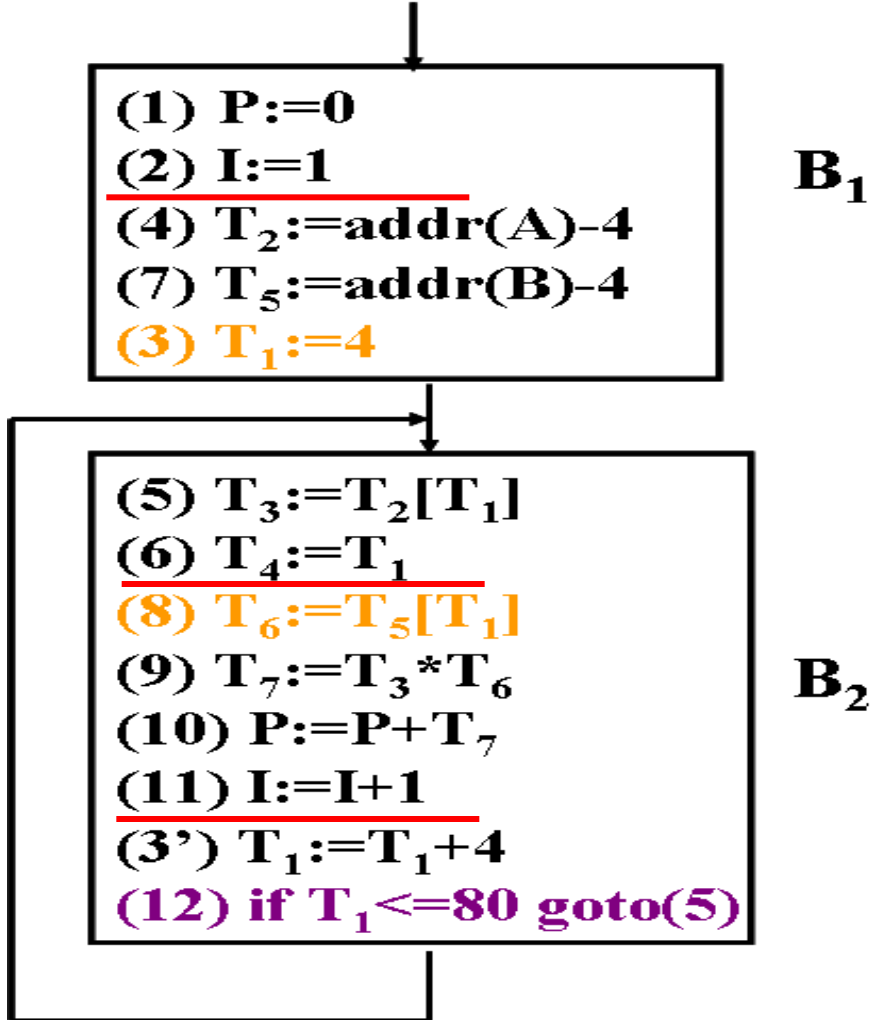 (1) P:=0
(2) I:=1
(4) T₂:=addr(A)-4
(7) T₅:=addr(B)-4
(3) T₁:=4
B₁
(5) T₃:=T₂[T₁]
(6) T₄:=T₁
(8) T₆:=T₅[T₁]
(9) T₇:=T₃*T₆
(10) P:=P+T₇
(11) I:=I+1
(3’) T₁:=T₁+4
(12) if T₁<=80 goto(5)
B₂